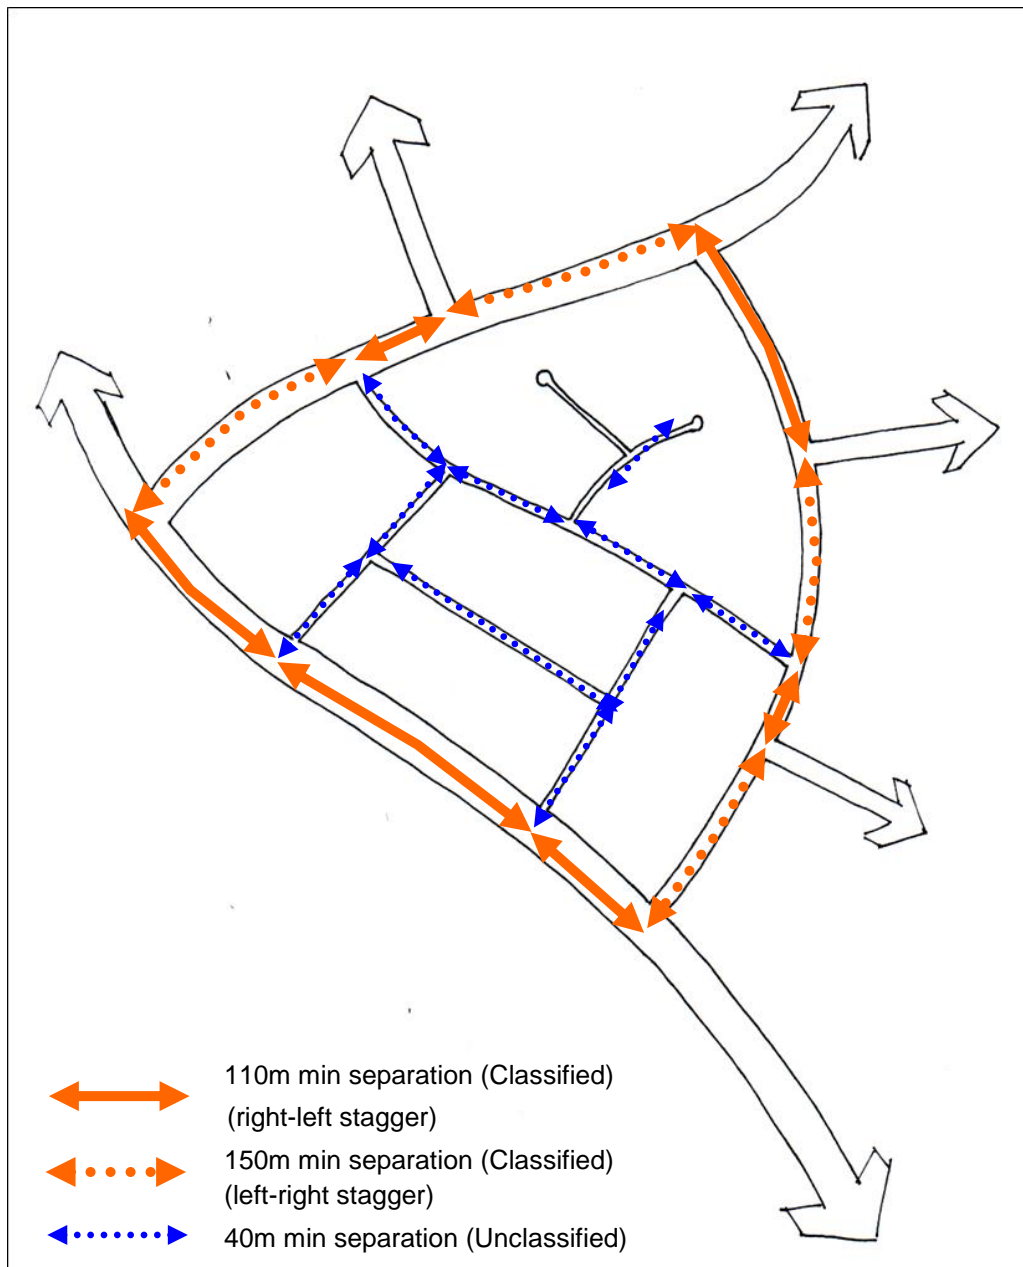 110m min separation (Classified)
(right-left stagger)
150m min separation (Classified)
(left-right stagger)
40m min separation (Unclassified)